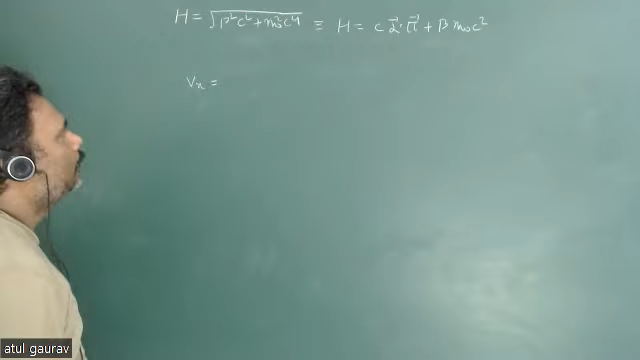 H = √(p²c² + m₀²c⁴) ≡ H = c α⃗·π⃗ + β m₀c²
Vx =
atul gaurav